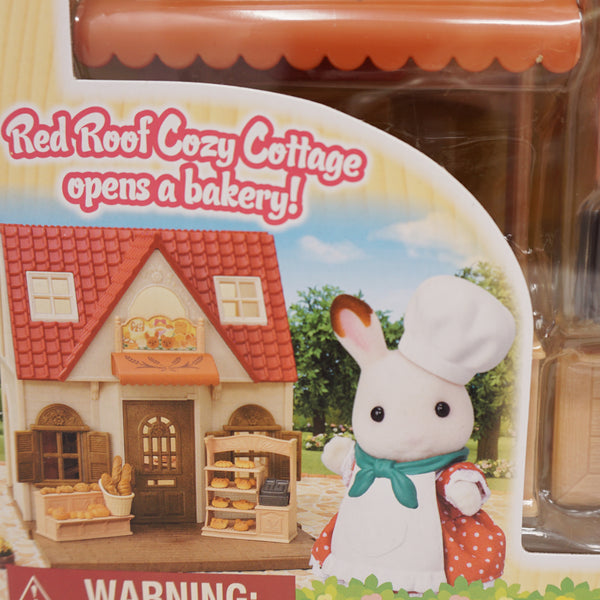 Red Roof Cozy Cottage
opens a bakery!
WARNING: